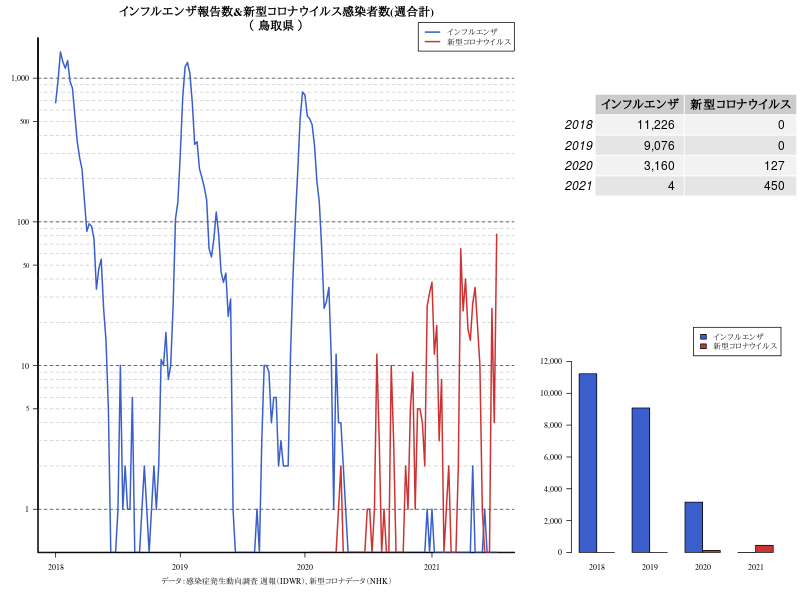 インフルエンザ報告数&新型コロナウイルス感染者数(週合計)
( 鳥取県 )
インフルエンザ
新型コロナウイルス
1,000
500
100
50
10
5
1
2018 2019 2020 2021
データ:感染症発生動向調査 週報(IDWR)、新型コロナデータ(NHK)
インフルエンザ 新型コロナウイルス
2018 11,226 0
2019 9,076 0
2020 3,160 127
2021 4 450
インフルエンザ
新型コロナウイルス
12,000
10,000
8,000
6,000
4,000
2,000
0
2018 2019 2020 2021